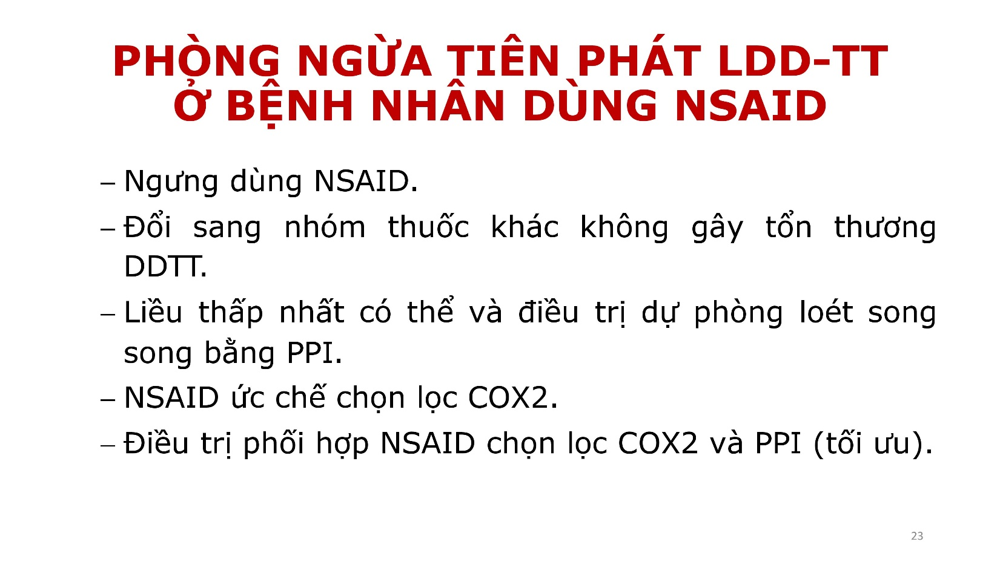 PHÒNG NGỪA TIÊN PHÁT LDD-TT
Ở BỆNH NHÂN DÙNG NSAID
– Ngưng dùng NSAID.
– Đổi sang nhóm thuốc khác không gây tổn thương
DDTT.
– Liều thấp nhất có thể và điều trị dự phòng loét song
song bằng PPI.
– NSAID ức chế chọn lọc COX2.
– Điều trị phối hợp NSAID chọn lọc COX2 và PPI (tối ưu).
23